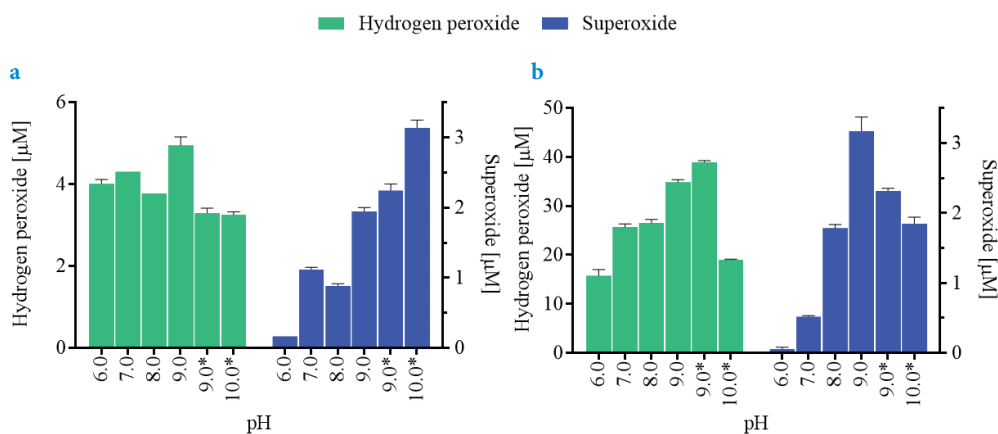 Hydrogen peroxide Superoxide
a
Hydrogen peroxide [μM]
6
4
2
0
6.0 7.0 8.0 9.0 9.0* 10.0* 6.0 7.0 8.0 9.0 9.0* 10.0*
pH
3
2
1
0
Superoxide [μM]
b
Hydrogen peroxide [μM]
50
40
30
20
10
0
6.0 7.0 8.0 9.0 9.0* 10.0* 6.0 7.0 8.0 9.0 9.0* 10.0*
pH
3
2
1
0
Superoxide [μM]